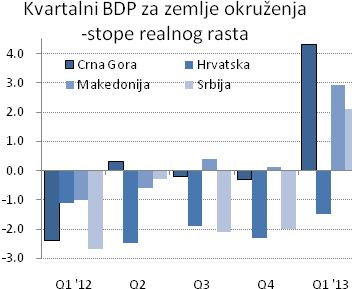 Kvartalni BDP za zemlje okruženja
-stope realnog rasta
4.0
Crna Gora Hrvatska
3.0
Makedonija Srbija
2.0
1.0
0.0
-1.0
-2.0
-3.0
Q1 '12 Q2 Q3 Q4 Q1 '13